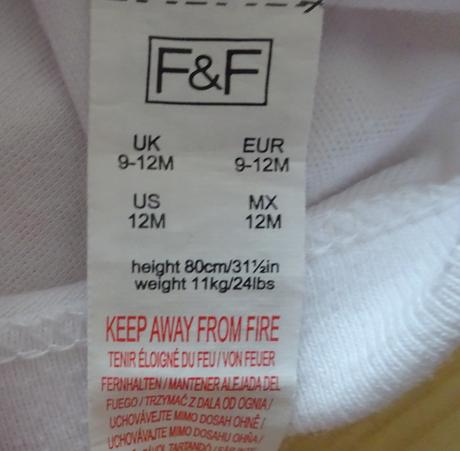 F&F
UK EUR
9-12M 9-12M
US MX
12M 12M
height 80cm/31½in
weight 11kg/24lbs
KEEP AWAY FROM FIRE
TENIR ÉLOIGNÉ DU FEU / VON FEUER
FERNHALTEN / MANTENER ALEJADA DEL
FUEGO / TRZYMAĆ Z DALA OD OGNIA /
UCHOVÁVEJTE MIMO DOSAH OHNĚ /
UCHOVÁVAJTE MIMO DOSAHU OHŇA /